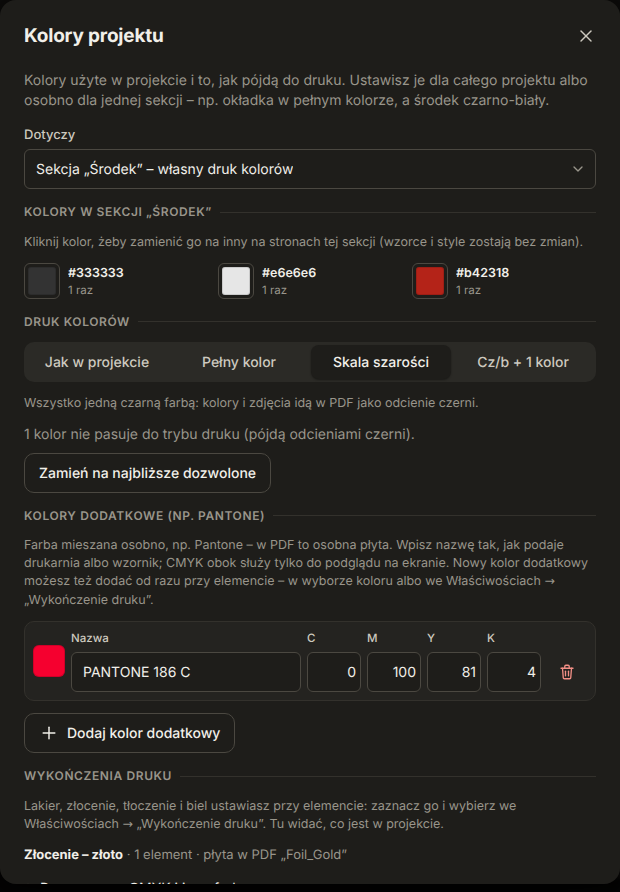 Kolory projektu
Kolory użyte w projekcie i to, jak pójdą do druku. Ustawisz je dla całego projektu albo
osobno dla jednej sekcji – np. okładka w pełnym kolorze, a środek czarno-biały.
Dotyczy
Sekcja „Środek” – własny druk kolorów
KOLORY W SEKCJI „ŚRODEK”
Kliknij kolor, żeby zamienić go na inny na stronach tej sekcji (wzorce i style zostają bez zmian).
#333333
1 raz
#e6e6e6
1 raz
#b42318
1 raz
DRUK KOLORÓW
Jak w projekcie Pełny kolor Skala szarości Cz/b + 1 kolor
Wszystko jedną czarną farbą: kolory i zdjęcia idą w PDF jako odcienie czerni.
1 kolor nie pasuje do trybu druku (pójdą odcieniami czerni).
Zamień na najbliższe dozwolone
KOLORY DODATKOWE (NP. PANTONE)
Farba mieszana osobno, np. Pantone – w PDF to osobna płyta. Wpisz nazwę tak, jak podaje
drukarnia albo wzornik; CMYK obok służy tylko do podglądu na ekranie. Nowy kolor dodatkowy
możesz też dodać od razu przy elemencie – w wyborze koloru albo we Właściwościach →
„Wykończenie druku”.
Nazwa C M Y K
PANTONE 186 C 0 100 81 4
Dodaj kolor dodatkowy
WYKOŃCZENIA DRUKU
Lakier, złocenie, tłoczenie i biel ustawiasz przy elemencie: zaznacz go i wybierz we
Właściwościach → „Wykończenie druku”. Tu widać, co jest w projekcie.
Złocenie – złoto · 1 element · płyta w PDF „Foil_Gold”